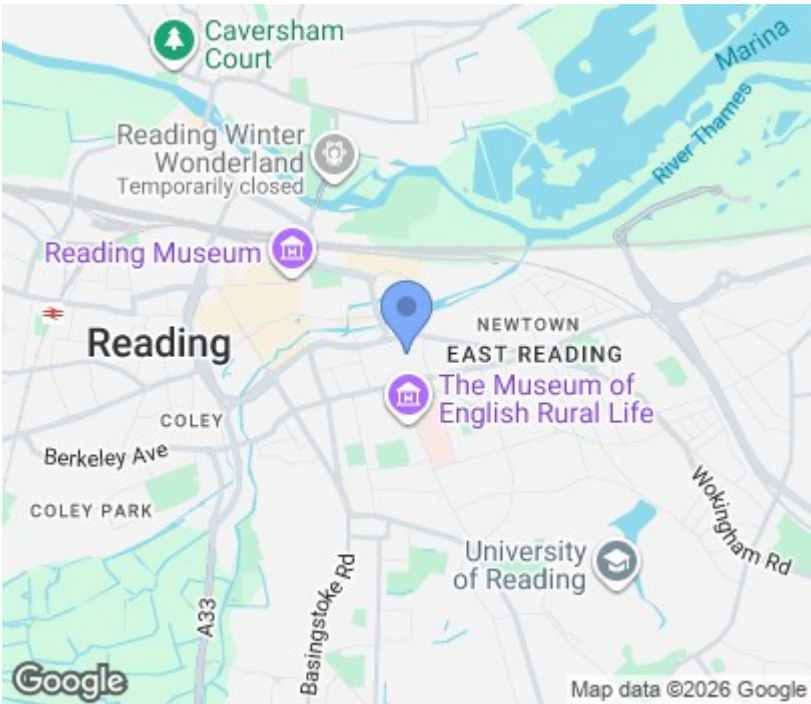 Caversham
Court
Marina
Reading Winter
Wonderland
Temporarily closed
River Thames
Reading Museum
NEWTOWN
Reading
EAST READING
The Museum of
English Rural Life
COLEY
Berkeley Ave
COLEY PARK
Wokingham Rd
University
of Reading
A33
Basingstoke Rd
Google
Map data ©2026 Google